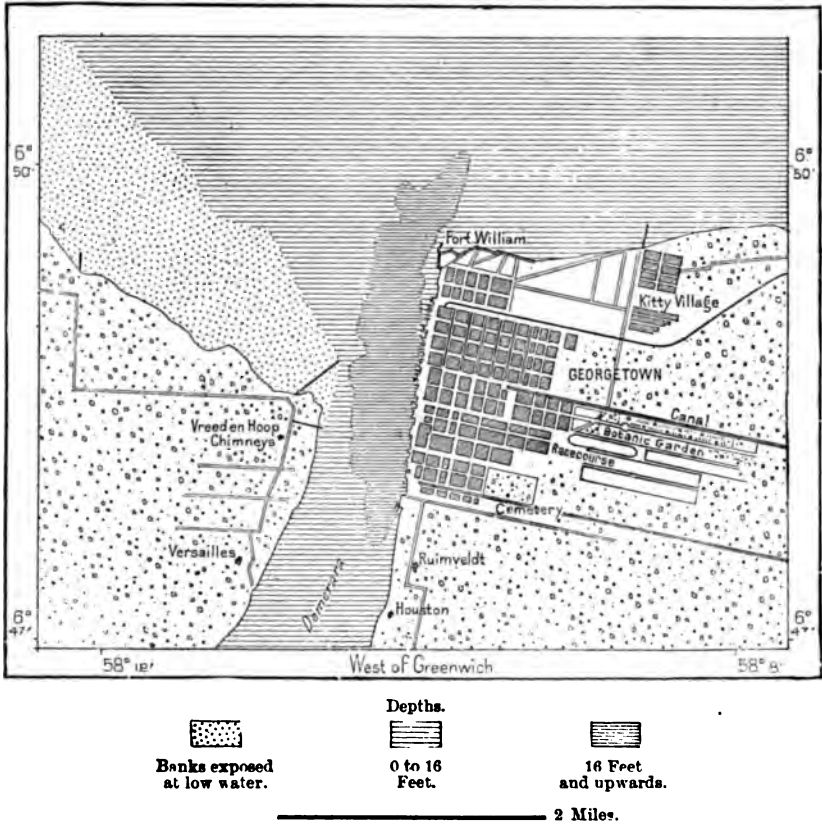 6°
50'
6°
50'
Fort William
Kitty Village
GEORGETOWN
Canal
Vreed en Hoop
Chimneys
Botanic Garden
Racecourse
Cemetery
Versailles
Ruimveldt
Demerara
Houston
6°
47'
6°
47'
58° 12'
West of Greenwich
58° 8'
Depths.
Banks exposed
at low water.
0 to 16
Feet.
16 Feet
and upwards.
2 Miles.